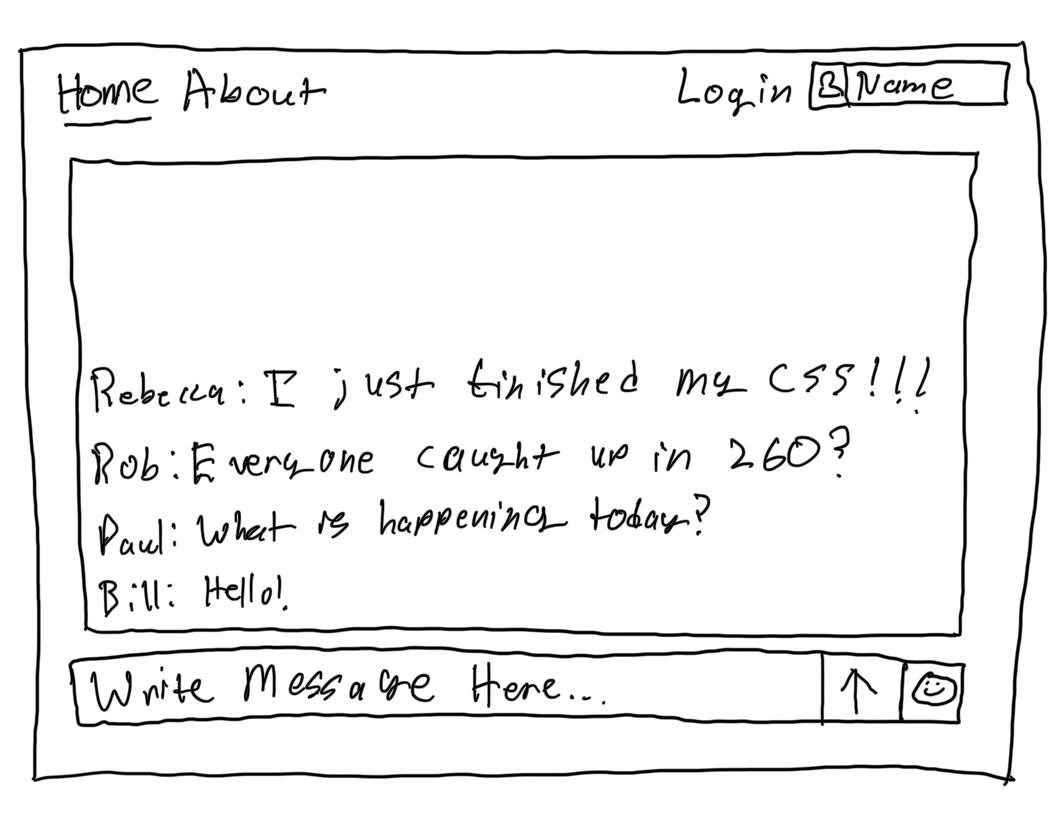 Home About Login B Name
Rebecca: I just finished my CSS!!!
Rob: Everyone caught up in 260?
Paul: What is happening today?
Bill: Hello!
Write Message Here... ↑